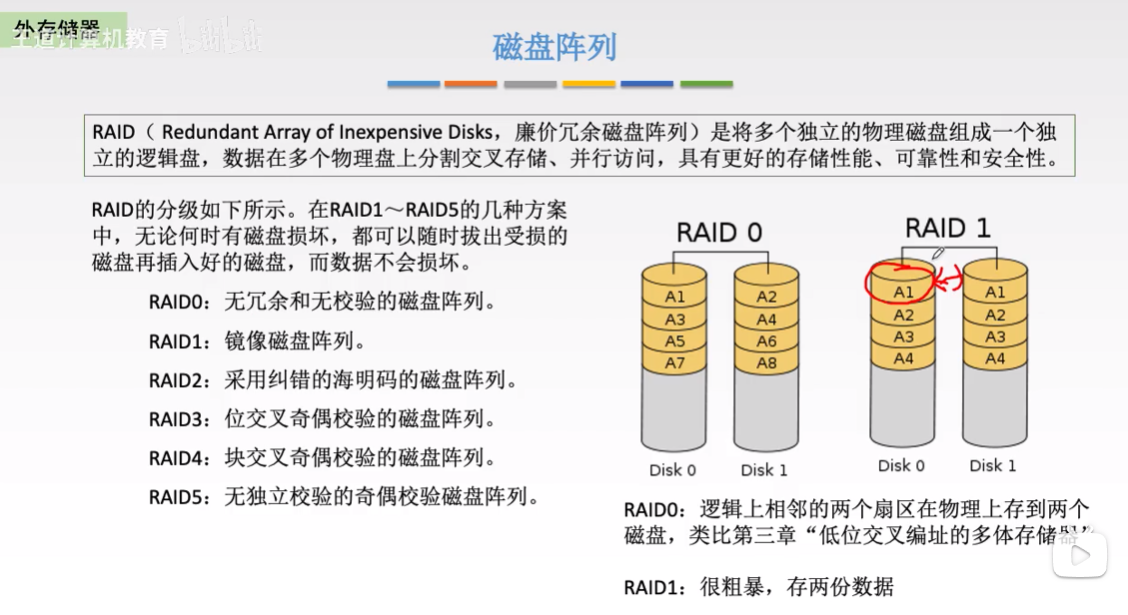 外存储器
王道计算机教育
bilibili
磁盘阵列
RAID（ Redundant Array of Inexpensive Disks，廉价冗余磁盘阵列）是将多个独立的物理磁盘组成一个独
立的逻辑盘，数据在多个物理盘上分割交叉存储、并行访问，具有更好的存储性能、可靠性和安全性。
RAID的分级如下所示。在RAID1～RAID5的几种方案
中，无论何时有磁盘损坏，都可以随时拔出受损的
磁盘再插入好的磁盘，而数据不会损坏。
RAID0：无冗余和无校验的磁盘阵列。
RAID1：镜像磁盘阵列。
RAID2：采用纠错的海明码的磁盘阵列。
RAID3：位交叉奇偶校验的磁盘阵列。
RAID4：块交叉奇偶校验的磁盘阵列。
RAID5：无独立校验的奇偶校验磁盘阵列。
RAID 0
A1
A3
A5
A7
Disk 0
A2
A4
A6
A8
Disk 1
RAID 1
A1
A2
A3
A4
Disk 0
A1
A2
A3
A4
Disk 1
RAID0：逻辑上相邻的两个扇区在物理上存到两个
磁盘，类比第三章“低位交叉编址的多体存储器”
RAID1：很粗暴，存两份数据